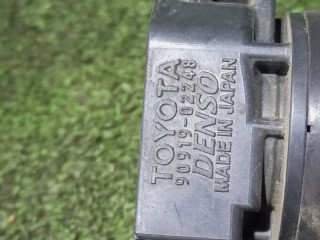 TOYOTA
90919-02248
DENSO
MADE IN JAPAN